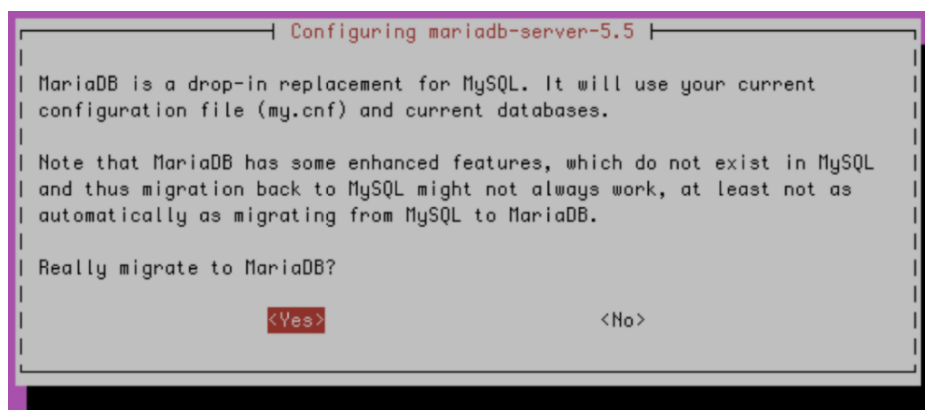 Configuring mariadb-server-5.5
MariaDB is a drop-in replacement for MySQL. It will use your current
configuration file (my.cnf) and current databases.
Note that MariaDB has some enhanced features, which do not exist in MySQL
and thus migration back to MySQL might not always work, at least not as
automatically as migrating from MySQL to MariaDB.
Really migrate to MariaDB?
<Yes> <No>